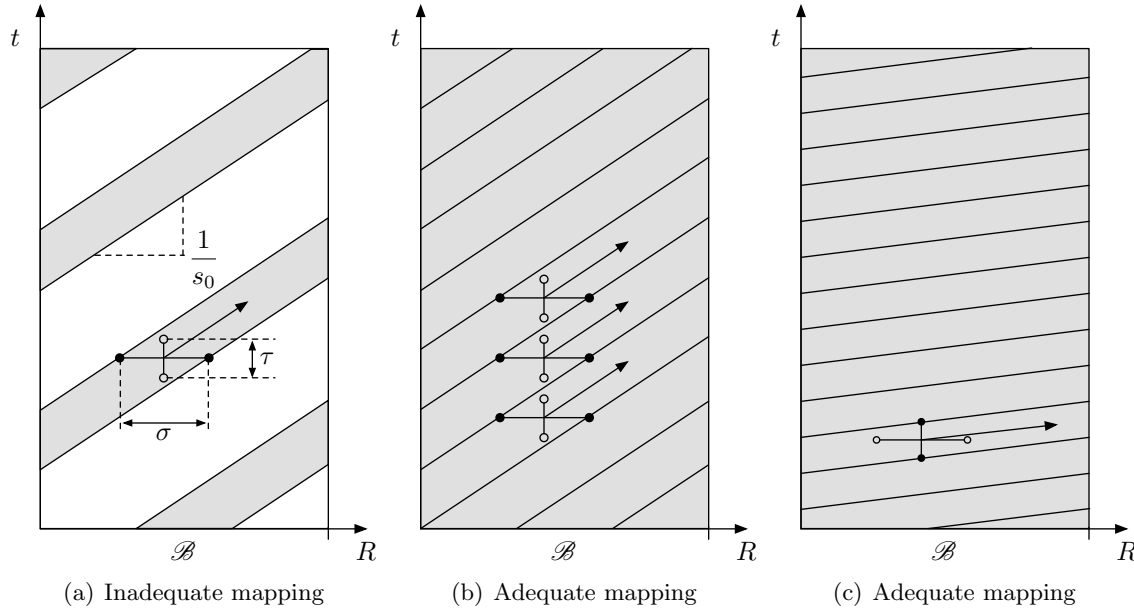 t
t
t
1
s₀
τ
σ
ℬ
R
ℬ
R
ℬ
R
(a) Inadequate mapping
(b) Adequate mapping
(c) Adequate mapping